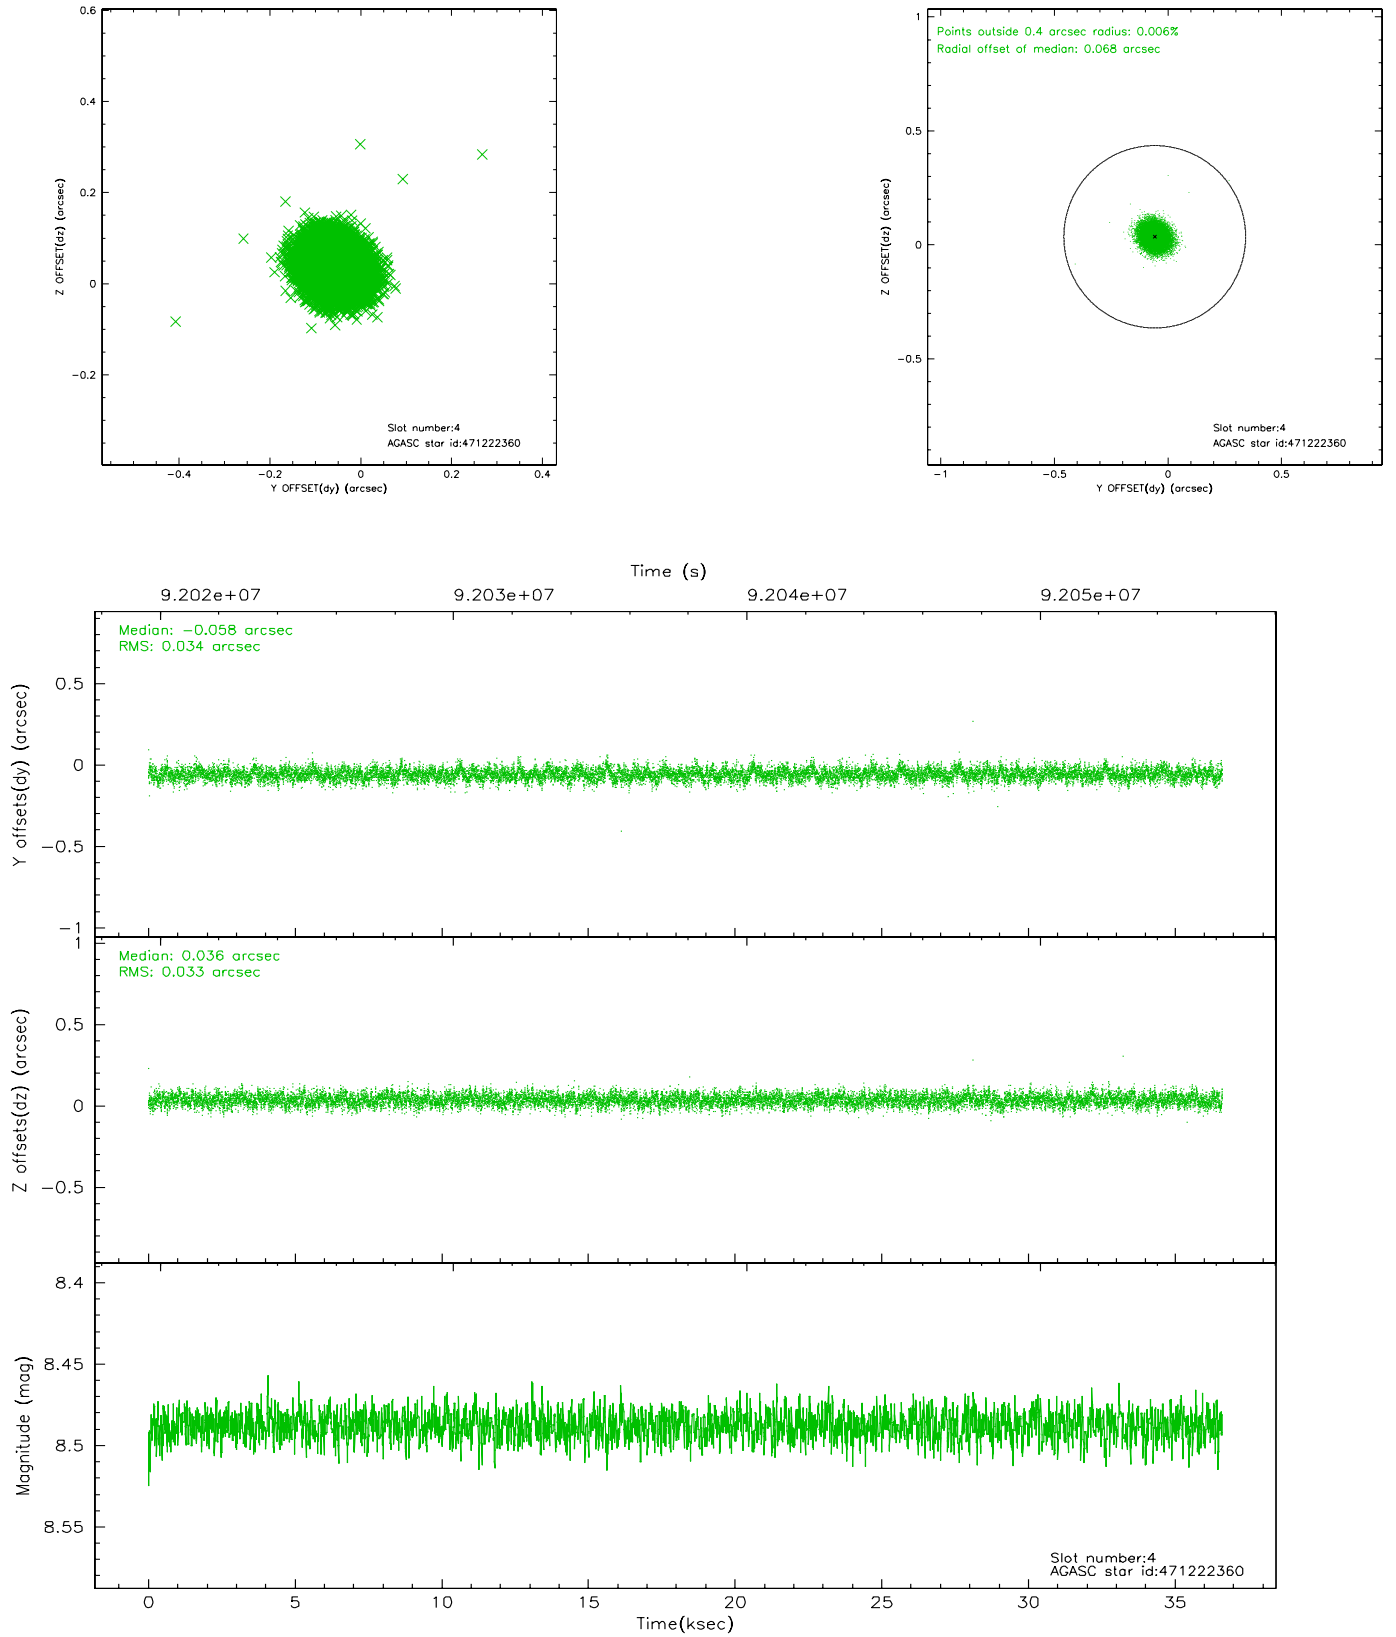 0.6
0.4
0.2
0
−0.2
Z OFFSET(dz) (arcsec)
Slot number:4
AGASC star id:471222360
−0.4
−0.2
0
0.2
0.4
Y OFFSET(dy) (arcsec)
1
0.5
0
−0.5
Z OFFSET(dz) (arcsec)
Points outside 0.4 arcsec radius: 0.006%
Radial offset of median: 0.068 arcsec
Slot number:4
AGASC star id:471222360
−1
−0.5
0
0.5
Y OFFSET(dy) (arcsec)
Time (s)
9.202e+07
9.203e+07
9.204e+07
9.205e+07
Median: −0.058 arcsec
RMS: 0.034 arcsec
0.5
0
−0.5
−1
Y offsets(dy) (arcsec)
Median: 0.036 arcsec
RMS: 0.033 arcsec
1
0.5
0
−0.5
Z offsets(dz) (arcsec)
8.4
8.45
8.5
8.55
Magnitude (mag)
Slot number:4
AGASC star id:471222360
0
5
10
15
20
25
30
35
Time(ksec)